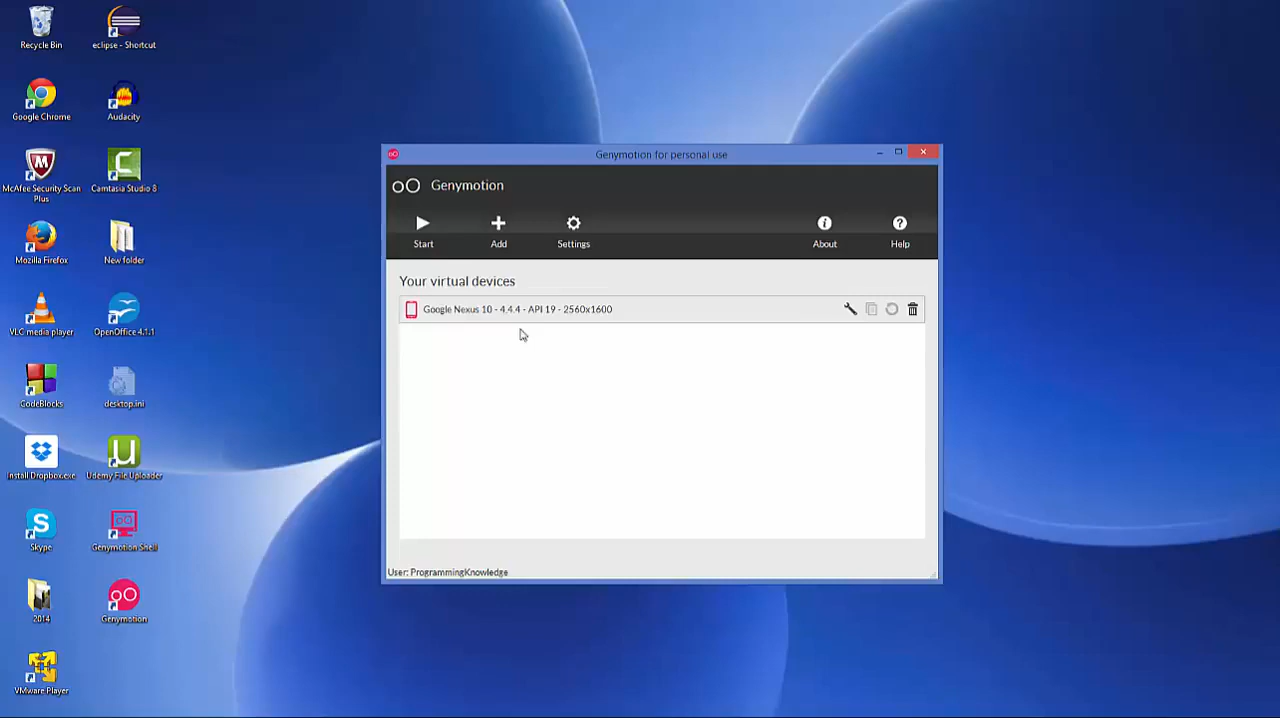 Recycle Bin
eclipse - Shortcut
Google Chrome
Audacity
McAfee Security Scan
Plus
Camtasia Studio 8
Mozilla Firefox
New folder
VLC media player
OpenOffice 4.1.1
CodeBlocks
desktop.ini
Install Dropbox.exe
Udemy File Uploader
Skype
Genymotion Shell
2014
Genymotion
VMware Player
Genymotion for personal use
Genymotion
Start
Add
Settings
About
Help
Your virtual devices
Google Nexus 10 - 4.4.4 - API 19 - 2560x1600
User: ProgrammingKnowledge